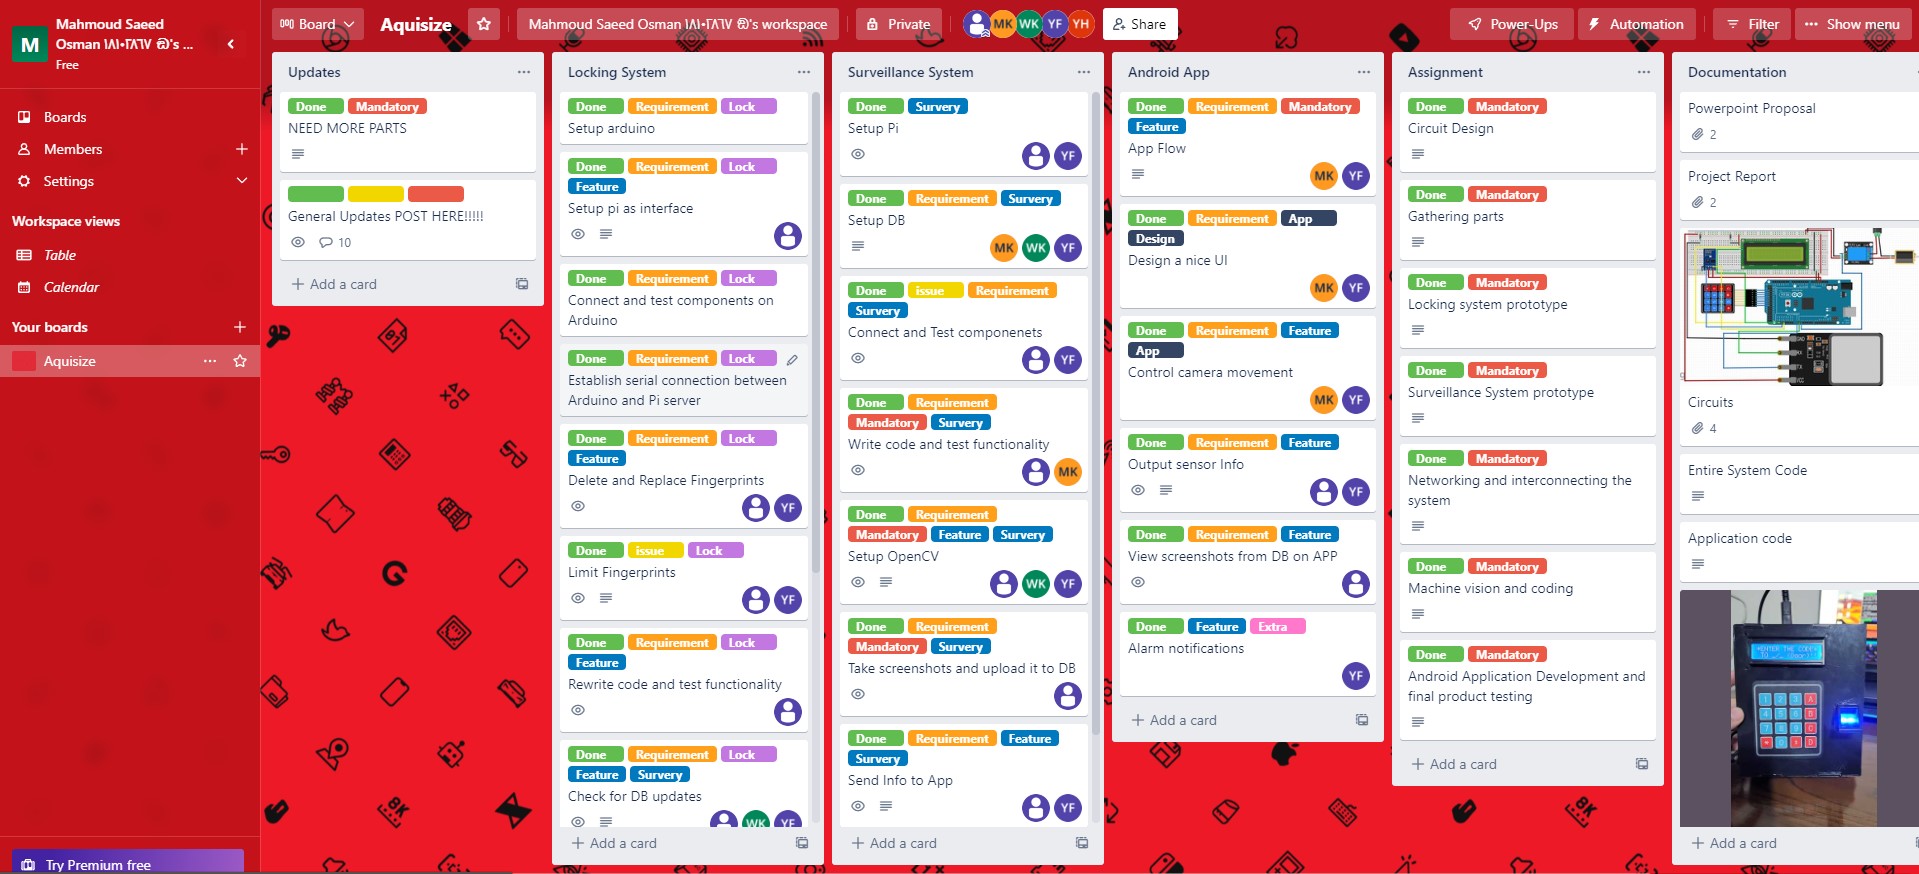 M
Mahmoud Saeed
Osman ١٨١٠٢٨٦٧ 's ...
Free
Boards
Members
Settings
Workspace views
Table
Calendar
Your boards
Aquisize
Try Premium free
Board
Aquisize
Mahmoud Saeed Osman ١٨١٠٢٨٦٧ 's workspace
Private
MK WK YF YH
Share
Power-Ups
Automation
Filter
Show menu
Updates
Done Mandatory
NEED MORE PARTS
General Updates POST HERE!!!!!
10
Add a card
Locking System
Done Requirement Lock
Setup arduino
Done Requirement Lock
Feature
Setup pi as interface
Done Requirement Lock
Connect and test components on
Arduino
Done Requirement Lock
Establish serial connection between
Arduino and Pi server
Done Requirement Lock
Feature
Delete and Replace Fingerprints
YF
Done issue Lock
Limit Fingerprints
YF
Done Requirement Lock
Feature
Rewrite code and test functionality
Done Requirement Lock
Feature Survery
Check for DB updates
WK YF
Add a card
Surveillance System
Done Survery
Setup Pi
YF
Done Requirement Survery
Setup DB
MK WK YF
Done issue Requirement
Survery
Connect and Test componenets
YF
Done Requirement
Mandatory Survery
Write code and test functionality
MK
Done Requirement
Mandatory Feature Survery
Setup OpenCV
WK YF
Done Requirement
Mandatory Survery
Take screenshots and upload it to DB
Done Requirement Feature
Survery
Send Info to App
YF
Add a card
Android App
Done Requirement Mandatory
Feature
App Flow
MK YF
Done Requirement App
Design
Design a nice UI
MK YF
Done Requirement Feature
App
Control camera movement
MK YF
Done Requirement Feature
Output sensor Info
YF
Done Requirement Feature
View screenshots from DB on APP
Done Feature Extra
Alarm notifications
YF
Add a card
Assignment
Done Mandatory
Circuit Design
Done Mandatory
Gathering parts
Done Mandatory
Locking system prototype
Done Mandatory
Surveillance System prototype
Done Mandatory
Networking and interconnecting the
system
Done Mandatory
Machine vision and coding
Done Mandatory
Android Application Development and
final product testing
Add a card
Documentation
Powerpoint Proposal
2
Project Report
2
Circuits
4
Entire System Code
Application code
Add a card
8K
8K